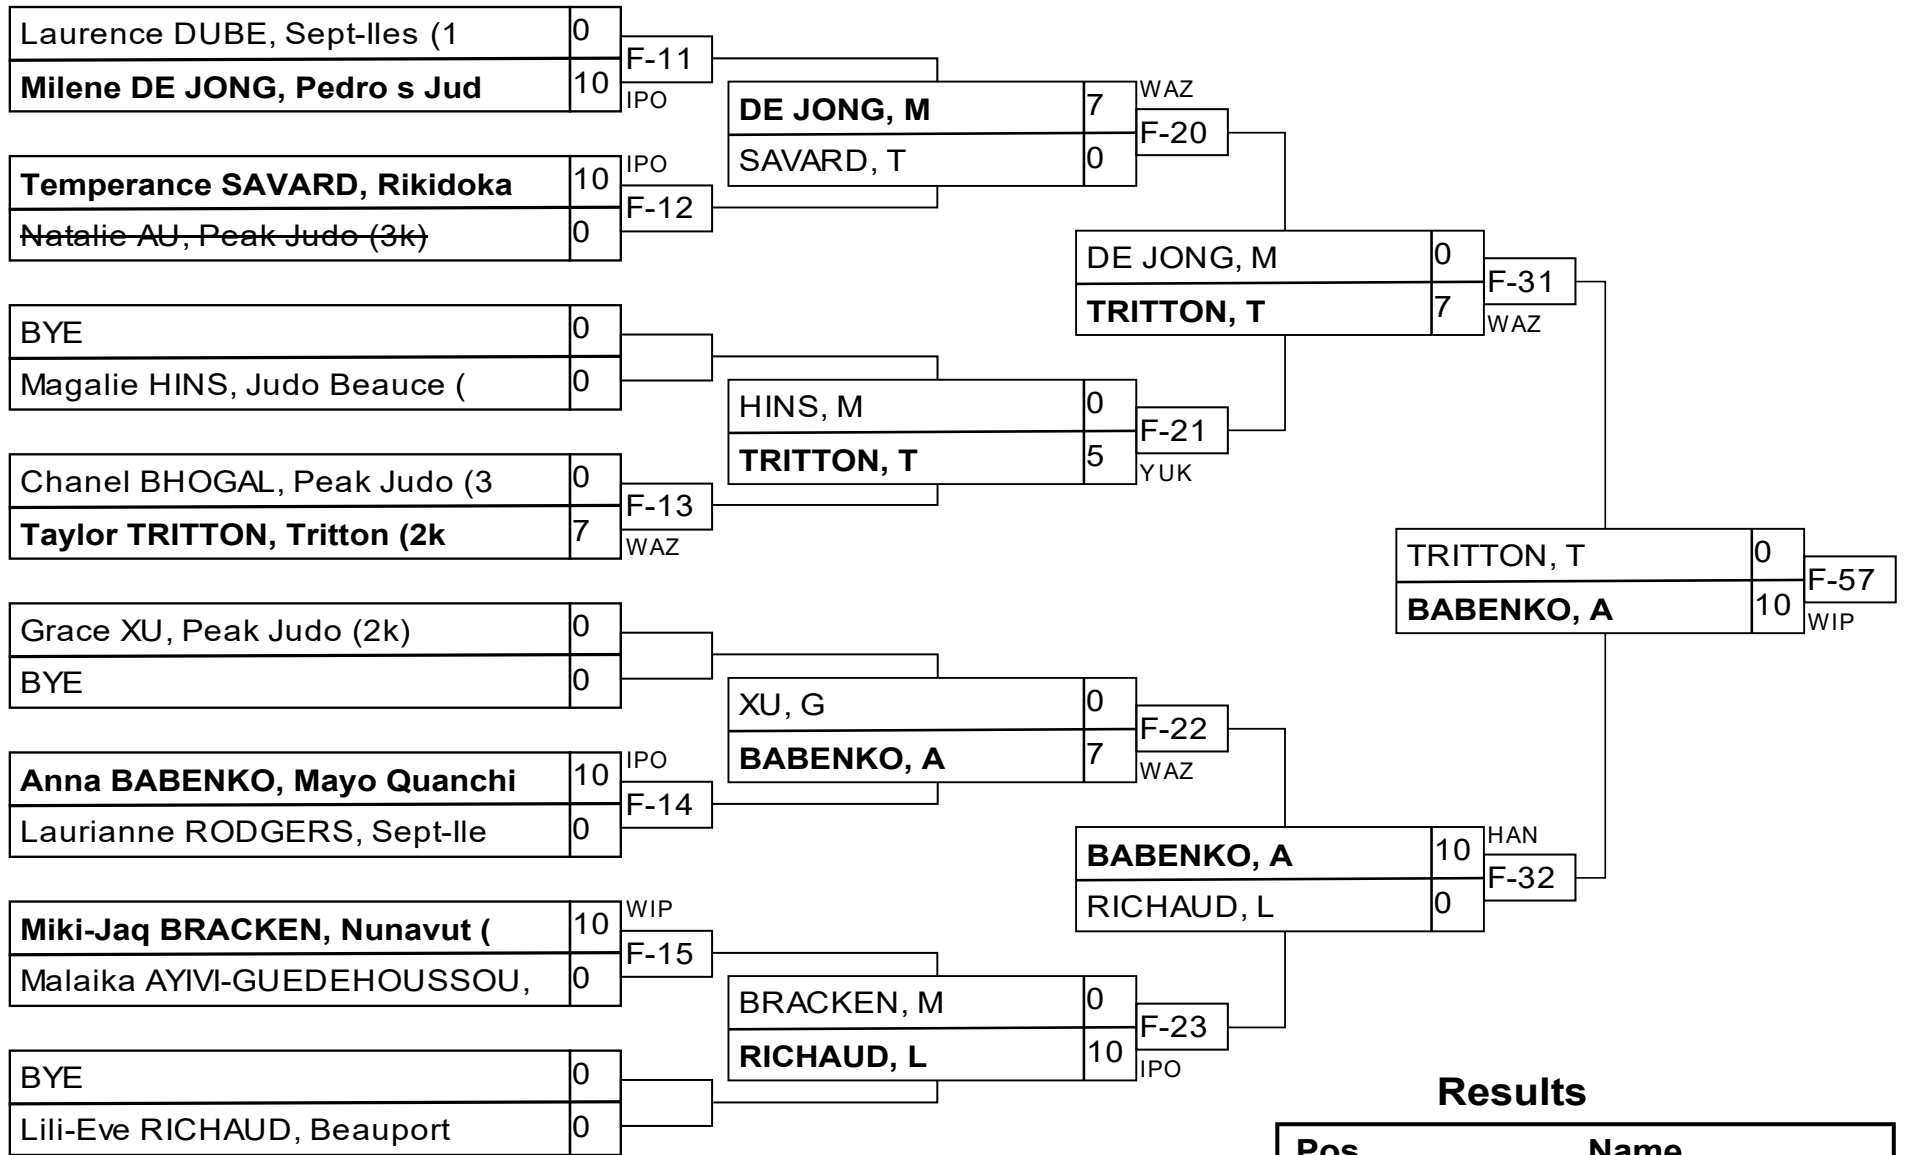 Laurence DUBE, Sept-Iles (1 0
F-11
Milene DE JONG, Pedro s Jud 10
IPO
DE JONG, M 7
WAZ
F-20
SAVARD, T 0
IPO
Temperance SAVARD, Rikidoka 10
F-12
Natalie AU, Peak Judo (3k) 0
DE JONG, M 0
F-31
TRITTON, T 7
WAZ
BYE 0
Magalie HINS, Judo Beauce ( 0
HINS, M 0
F-21
TRITTON, T 5
YUK
Chanel BHOGAL, Peak Judo (3 0
F-13
Taylor TRITTON, Tritton (2k 7
WAZ
TRITTON, T 0
F-57
BABENKO, A 10
WIP
Grace XU, Peak Judo (2k) 0
BYE 0
XU, G 0
F-22
BABENKO, A 7
WAZ
IPO
Anna BABENKO, Mayo Quanchi 10
F-14
Laurianne RODGERS, Sept-Ile 0
HAN
BABENKO, A 10
F-32
RICHAUD, L 0
WIP
Miki-Jaq BRACKEN, Nunavut ( 10
F-15
Malaika AYIVI-GUEDEHOUSSOU, 0
BRACKEN, M 0
F-23
RICHAUD, L 10
IPO
BYE 0
Lili-Eve RICHAUD, Beauport 0
Results
Pos Name